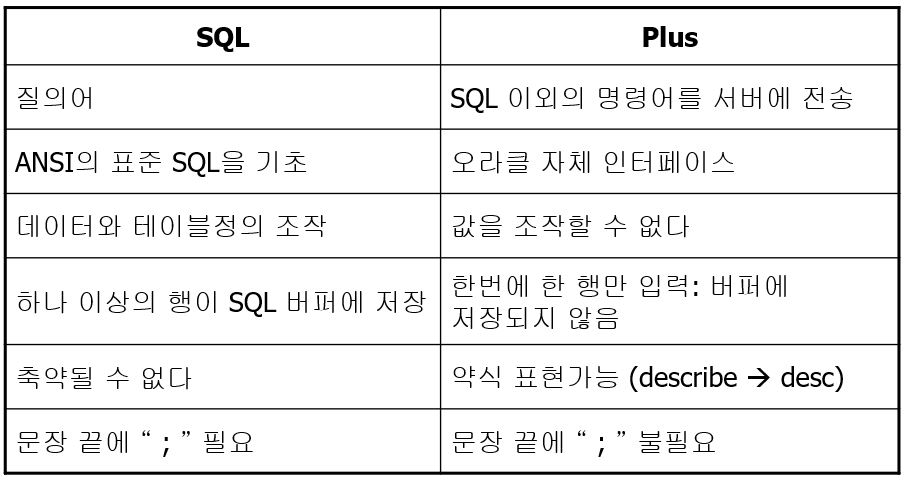 SQL
Plus
질의어
SQL 이외의 명령어를 서버에 전송
ANSI의 표준 SQL을 기초
오라클 자체 인터페이스
데이터와 테이블정의 조작
값을 조작할 수 없다
하나 이상의 행이 SQL 버퍼에 저장
한번에 한 행만 입력: 버퍼에
저장되지 않음
축약될 수 없다
약식 표현가능 (describe → desc)
문장 끝에 “ ; ” 필요
문장 끝에 “ ; ” 불필요